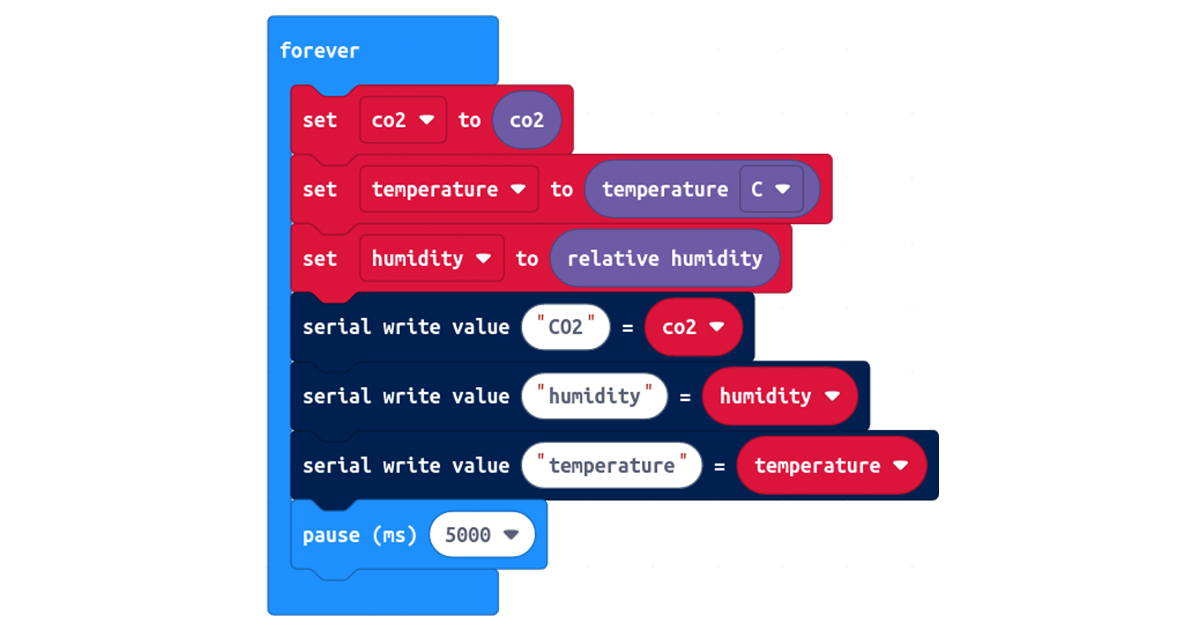 forever
set co2 to co2
set temperature to temperature C
set humidity to relative humidity
serial write value "CO2" = co2
serial write value "humidity" = humidity
serial write value "temperature" = temperature
pause (ms) 5000